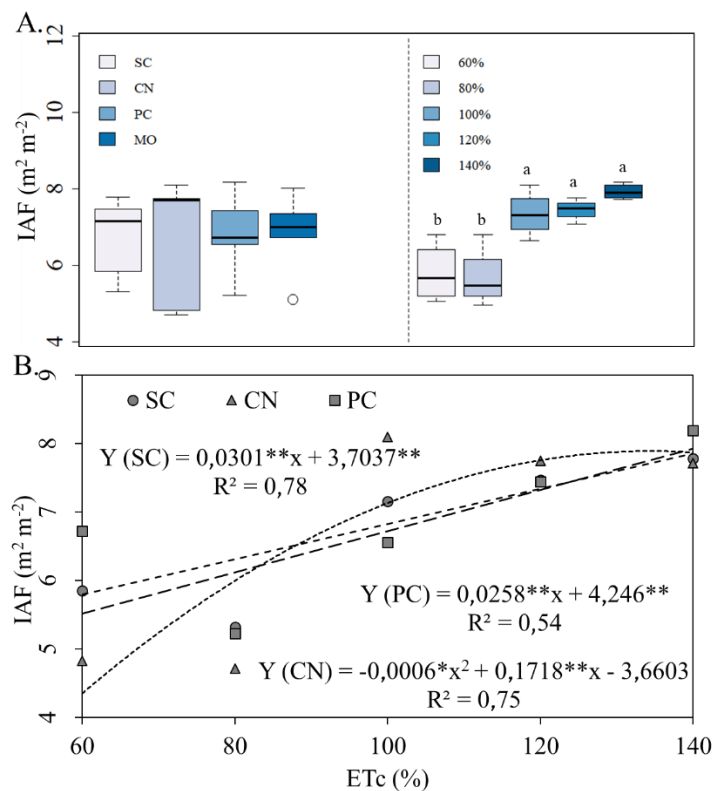 A.
12
10
8
6
4
IAF (m² m⁻²)
SC
CN
PC
MO
60%
80%
100%
120%
140%
b
b
a
a
a
B.
9
8
7
6
5
4
IAF (m² m⁻²)
SC
CN
PC
Y (SC) = 0,0301**x + 3,7037**
R² = 0,78
Y (PC) = 0,0258**x + 4,246**
R² = 0,54
Y (CN) = -0,0006*x² + 0,1718**x - 3,6603
R² = 0,75
60
80
100
120
140
ETc (%)